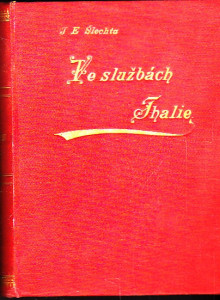 J. E. Šlechta
Ve službách
Thalie